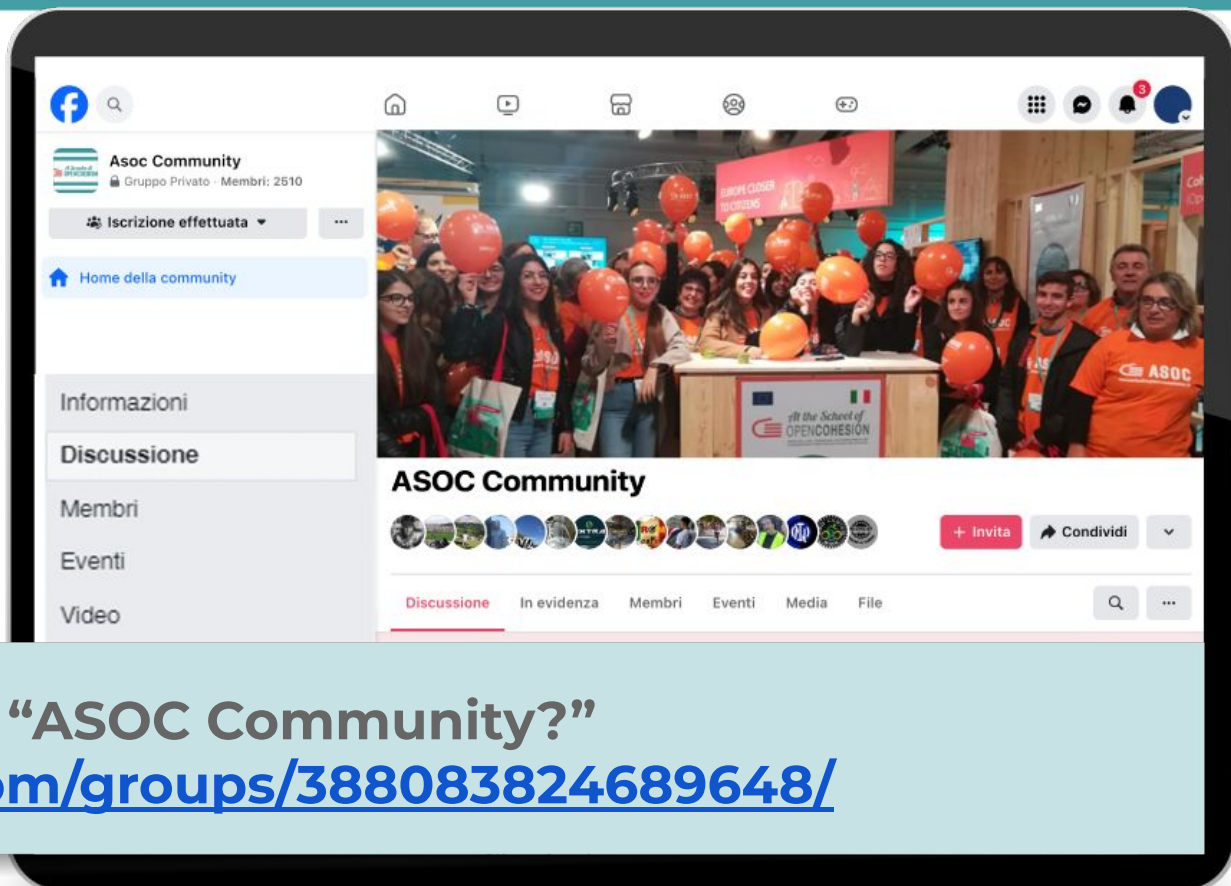 3
Asoc Community
Gruppo Privato · Membri: 2510
Iscrizione effettuata
Home della community
Informazioni
Discussione
Membri
Eventi
Video
EUROPE CLOSER
TO CITIZENS
ASOC
At the School of
OPENCOHESION
ASOC Community
+ Invita
Condividi
Discussione
In evidenza
Membri
Eventi
Media
File
“ASOC Community?”
om/groups/388083824689648/